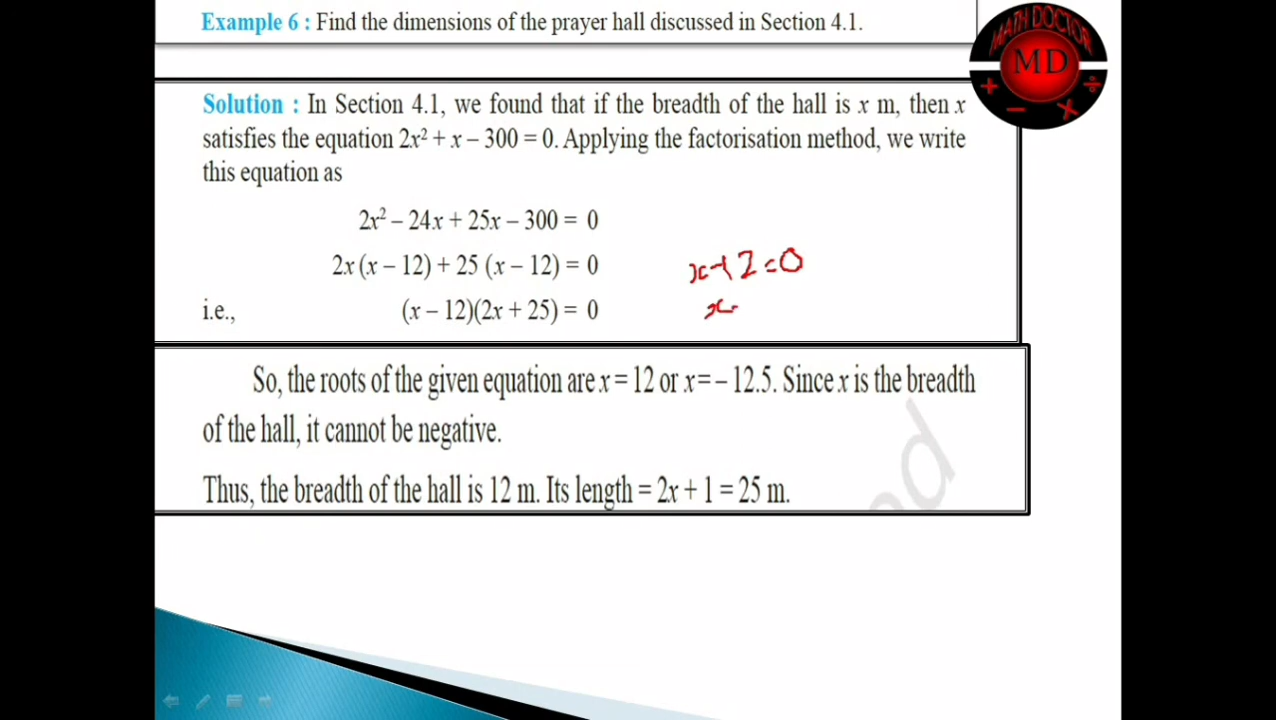 Example 6 : Find the dimensions of the prayer hall discussed in Section 4.1.
MATH DOCTOR
MD
Solution : In Section 4.1, we found that if the breadth of the hall is x m, then x
satisfies the equation 2x² + x – 300 = 0. Applying the factorisation method, we write
this equation as
2x² – 24x + 25x – 300 = 0
2x (x – 12) + 25 (x – 12) = 0
x-12=0
i.e., (x – 12)(2x + 25) = 0
x
So, the roots of the given equation are x = 12 or x = – 12.5. Since x is the breadth
of the hall, it cannot be negative.
Thus, the breadth of the hall is 12 m. Its length = 2x + 1 = 25 m.